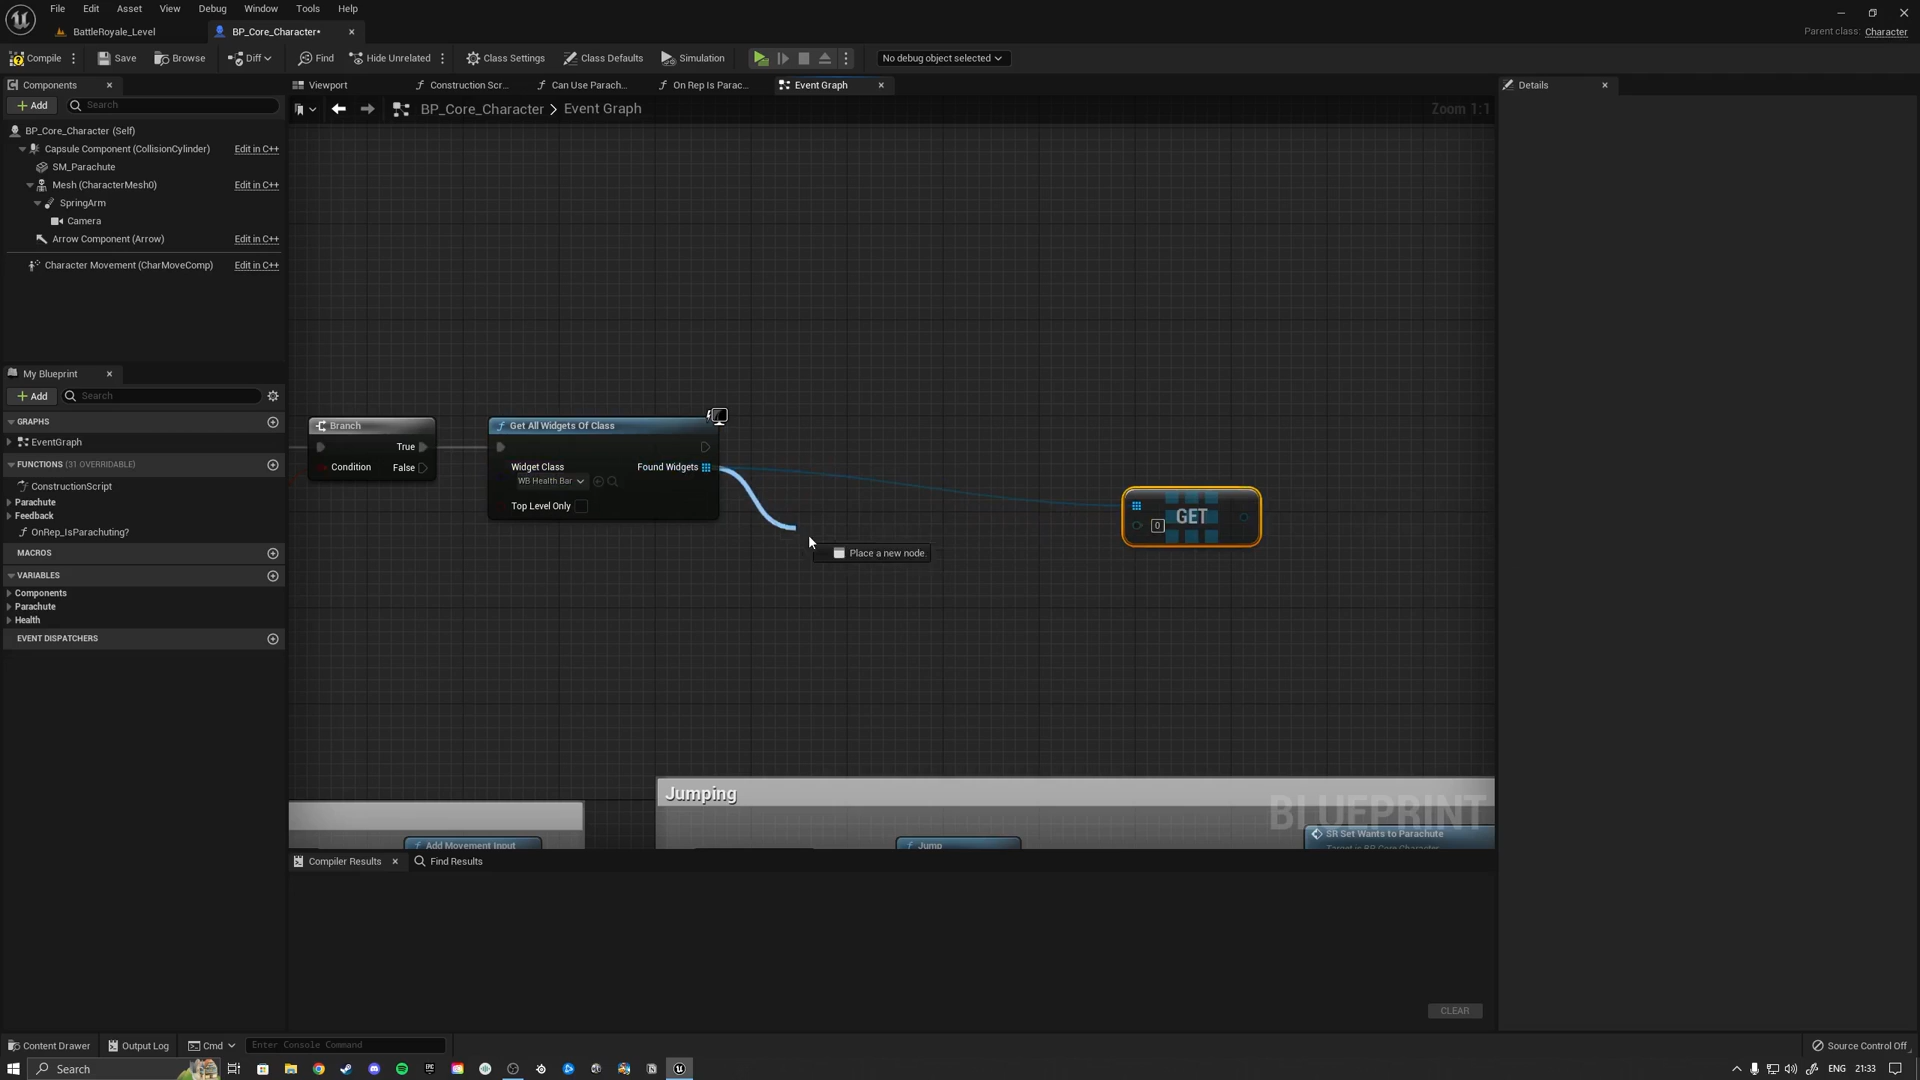 File Edit Asset View Debug Window Tools Help
BattleRoyale_Level
BP_Core_Character•
Parent class: Character
Compile Save Browse Diff Find Hide Unrelated Class Settings Class Defaults Simulation No debug object selected
Components
Viewport Construction Scr... Can Use Parach... On Rep Is Parac... Event Graph
Details
Add Search
BP_Core_Character > Event Graph
Zoom 1:1
BP_Core_Character (Self)
Capsule Component (CollisionCylinder) Edit in C++
SM_Parachute
Mesh (CharacterMesh0) Edit in C++
SpringArm
Camera
Arrow Component (Arrow) Edit in C++
Character Movement (CharMoveComp) Edit in C++
My Blueprint
Add Search
GRAPHS
EventGraph
FUNCTIONS (31 OVERRIDABLE)
ConstructionScript
Parachute
Feedback
OnRep_IsParachuting?
MACROS
VARIABLES
Components
Parachute
Health
EVENT DISPATCHERS
Branch
True
Condition
False
Get All Widgets Of Class
Widget Class
Found Widgets
WB Health Bar
Top Level Only
GET
0
Place a new node.
Jumping
BLUEPRINT
Add Movement Input
Jump
SR Set Wants to Parachute
Target is BP Core Character
Compiler Results Find Results
CLEAR
Content Drawer Output Log Cmd Enter Console Command Source Control Off
Search
ENG 21:33